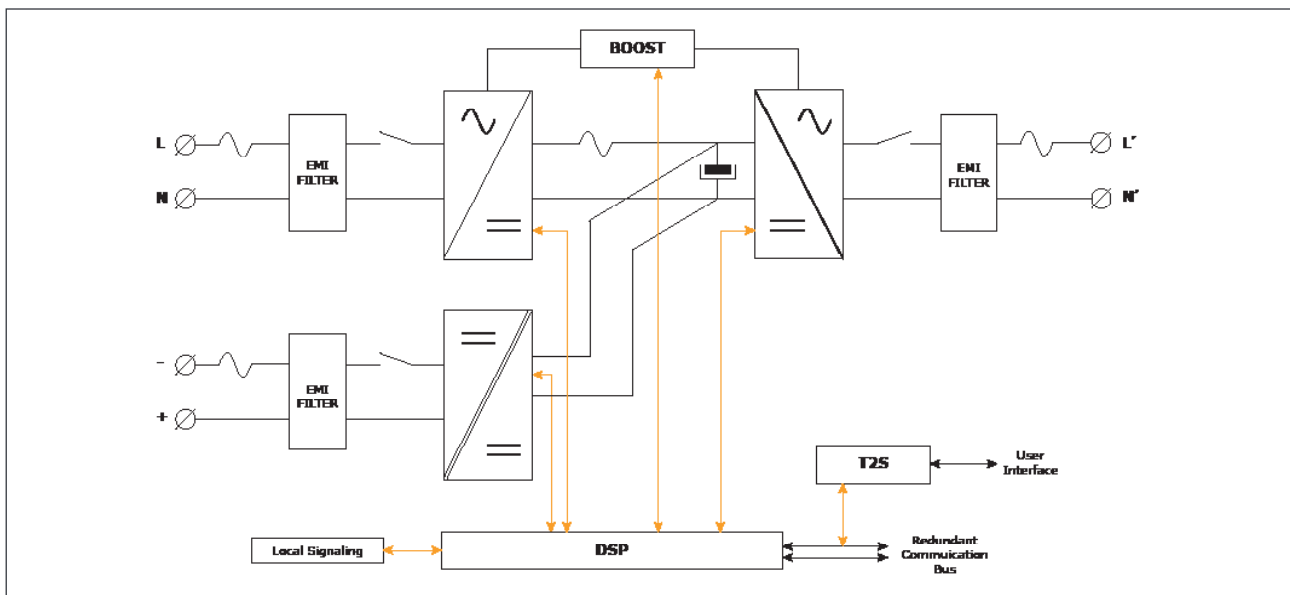 BOOST
L
EMI
FILTER
N
EMI
FILTER
L'
N'
-
EMI
FILTER
+
T2S
User
Interface
Local Signaling
DSP
Redundant
Commuication
Bus